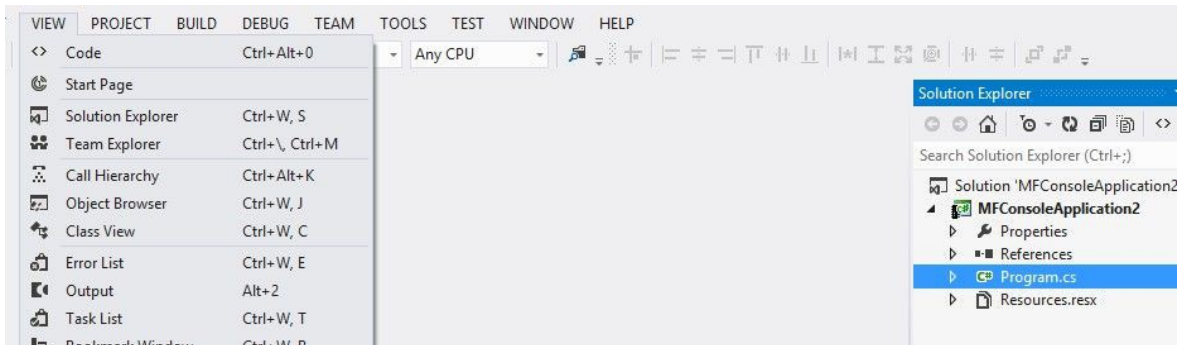 VIEW PROJECT BUILD DEBUG TEAM TOOLS TEST WINDOW HELP
Code Ctrl+Alt+0
Any CPU
Start Page
Solution Explorer Ctrl+W, S
Team Explorer Ctrl+\, Ctrl+M
Call Hierarchy Ctrl+Alt+K
Object Browser Ctrl+W, J
Class View Ctrl+W, C
Error List Ctrl+W, E
Output Alt+2
Task List Ctrl+W, T
Bookmark Window Ctrl+W, B
Solution Explorer
Search Solution Explorer (Ctrl+;)
Solution 'MFConsoleApplication2
MFConsoleApplication2
Properties
References
C# Program.cs
Resources.resx